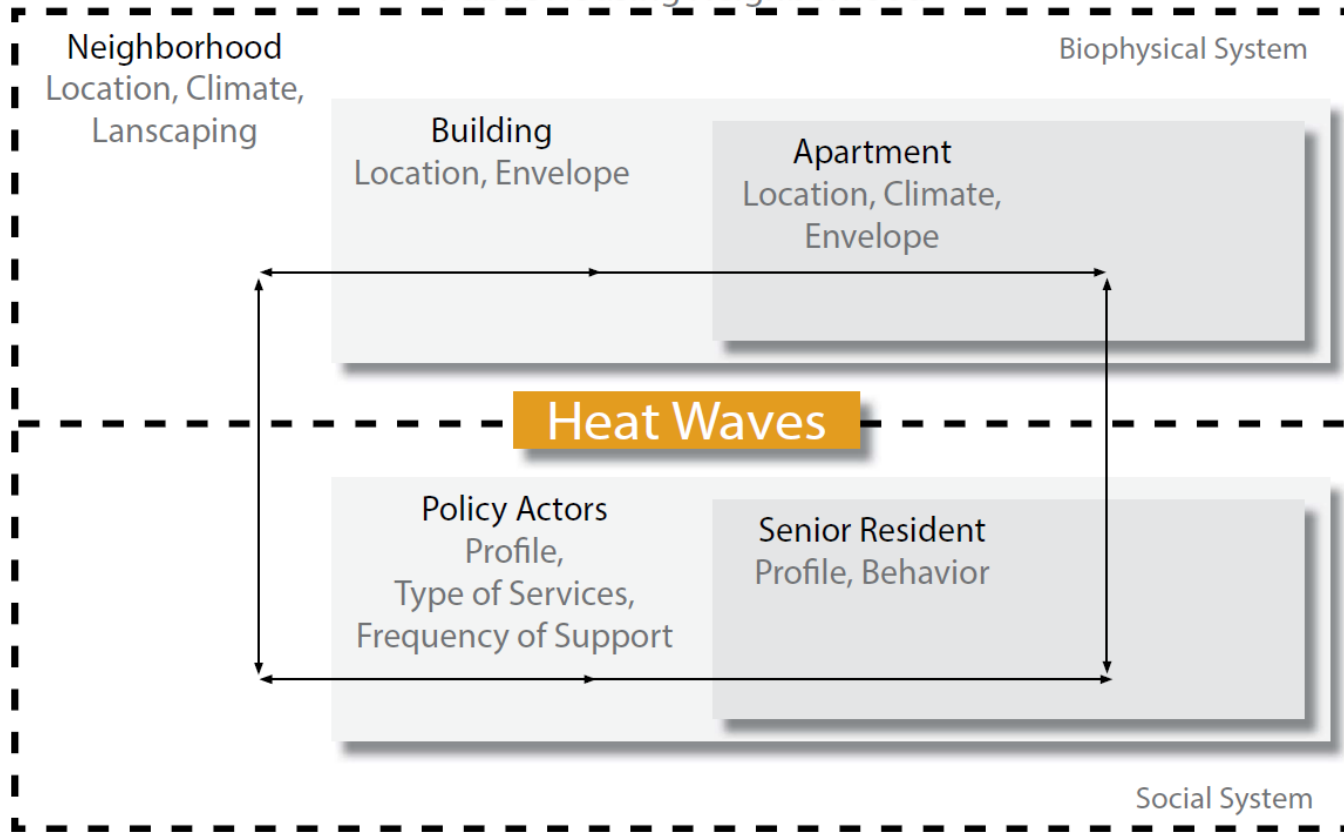 Neighborhood
Location, Climate,
Lanscaping
Biophysical System
Building
Location, Envelope
Apartment
Location, Climate,
Envelope
Heat Waves
Policy Actors
Profile,
Type of Services,
Frequency of Support
Senior Resident
Profile, Behavior
Social System